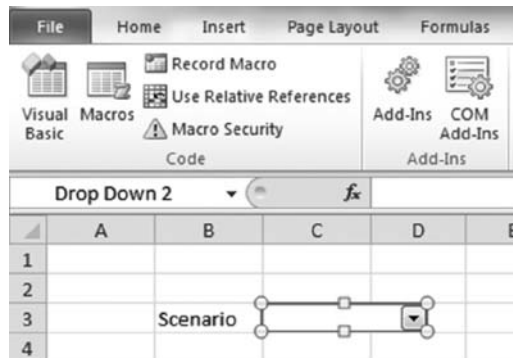 File Home Insert Page Layout Formulas
Visual Basic
Macros
Record Macro
Use Relative References
Macro Security
Code
Add-Ins
COM Add-Ins
Add-Ins
Drop Down 2 fx
A B C D
1
2
3 Scenario
4